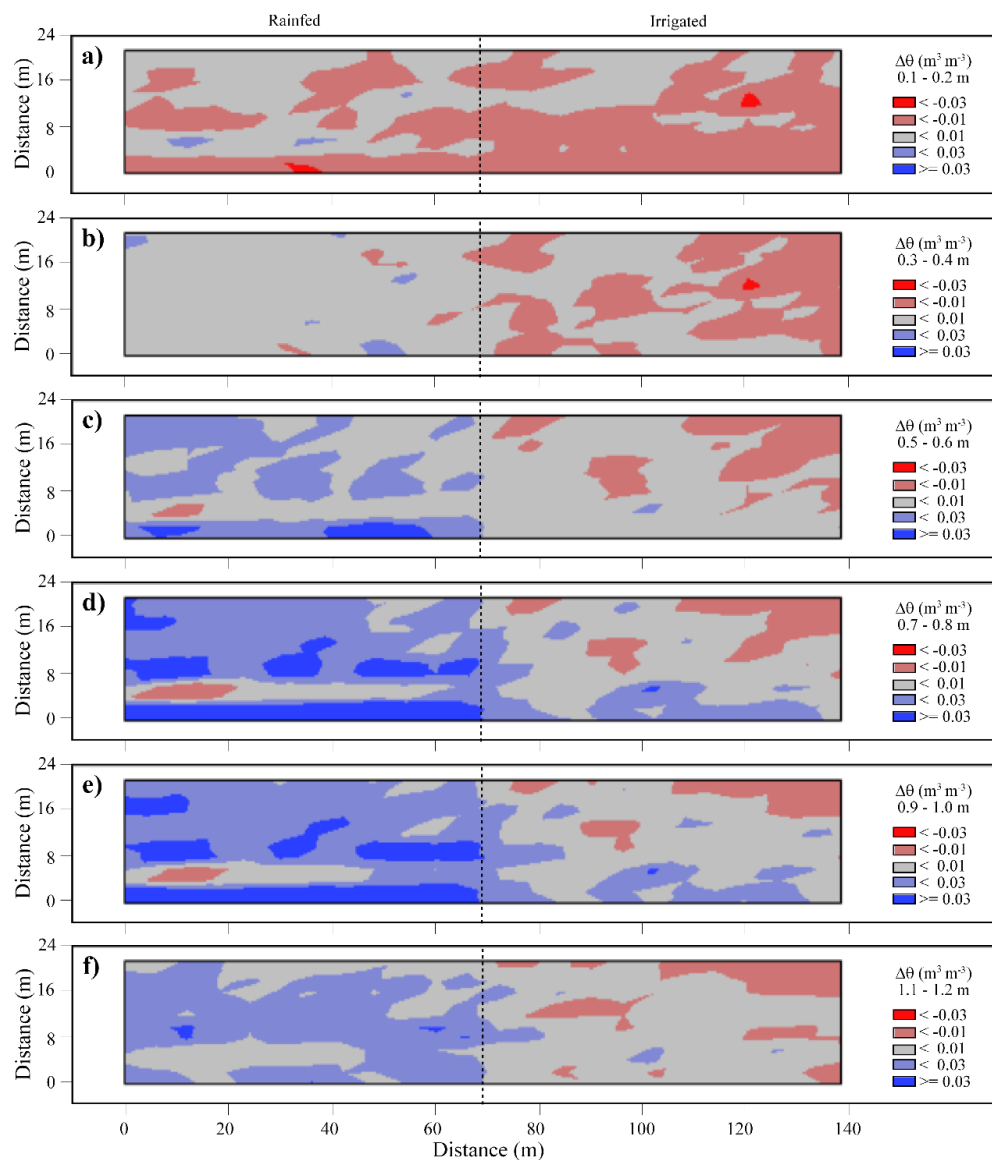 Rainfed Irrigated
a)
Distance (m)
24
16
8
0
Δθ (m³ m⁻³)
0.1 - 0.2 m
< -0.03
< -0.01
< 0.01
< 0.03
>= 0.03
b)
Distance (m)
24
16
8
0
Δθ (m³ m⁻³)
0.3 - 0.4 m
< -0.03
< -0.01
< 0.01
< 0.03
>= 0.03
c)
Distance (m)
24
16
8
0
Δθ (m³ m⁻³)
0.5 - 0.6 m
< -0.03
< -0.01
< 0.01
< 0.03
>= 0.03
d)
Distance (m)
24
16
8
0
Δθ (m³ m⁻³)
0.7 - 0.8 m
< -0.03
< -0.01
< 0.01
< 0.03
>= 0.03
e)
Distance (m)
24
16
8
0
Δθ (m³ m⁻³)
0.9 - 1.0 m
< -0.03
< -0.01
< 0.01
< 0.03
>= 0.03
f)
Distance (m)
24
16
8
0
Δθ (m³ m⁻³)
1.1 - 1.2 m
< -0.03
< -0.01
< 0.01
< 0.03
>= 0.03
0 20 40 60 80 100 120 140
Distance (m)